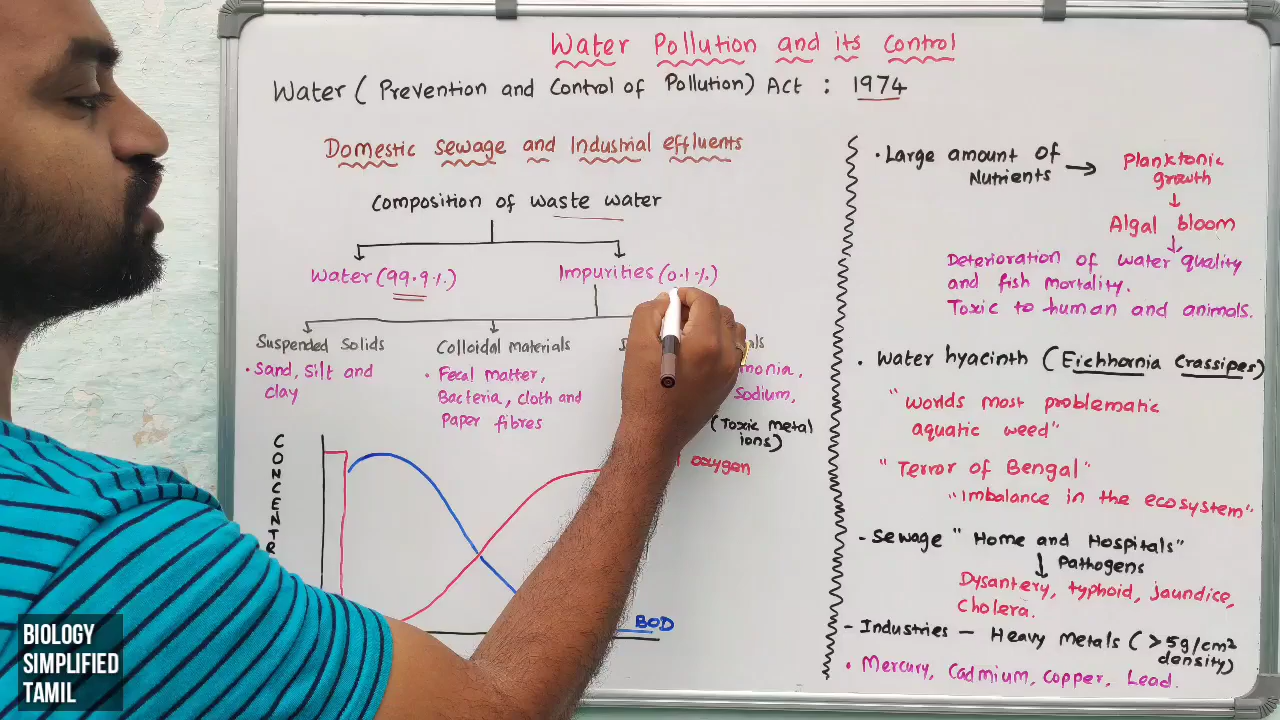 Water Pollution and its Control
Water ( Prevention and Control of Pollution) Act : 1974
Domestic sewage and Industrial effluents
Composition of waste water
Water (99.9%)
Impurities (0.1%)
Suspended Solids
Colloidal Materials
Sand, Silt and
clay
Fecal matter,
Bacteria, cloth and
Paper fibres
Sodium,
(Toxic metal
ions)
oxygen
BOD
• Large amount of
Nutrients →
Planktonic
growth
↓
Algal bloom
↓
Deterioration of water quality
and fish mortality.
Toxic to human and animals.
• Water hyacinth ( Eichhornia Crassipes)
"Worlds most problematic
aquatic weed"
"Terror of Bengal"
"Imbalance in the ecosystem"
- Sewage "Home and Hospitals"
↓ Pathogens
Dysantery, typhoid, jaundice,
Cholera.
- Industries - Heavy Metals ( >5g/cm2
density)
• Mercury, Cadmium, copper, Lead.
BIOLOGY
SIMPLIFIED
TAMIL